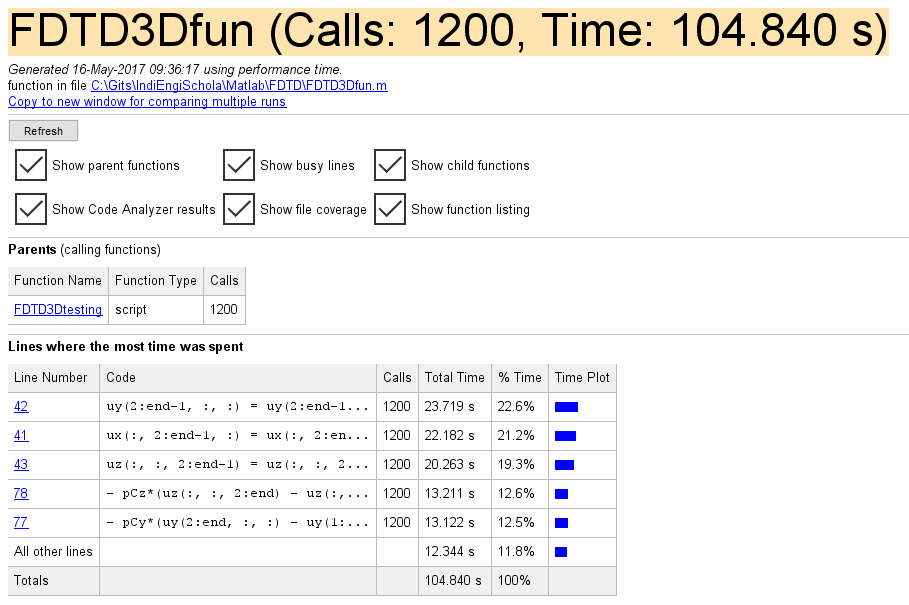 FDTD3Dfun (Calls: 1200, Time: 104.840 s)
Generated 16-May-2017 09:36:17 using performance time.
function in file C:\Gits\IndiEngiSchola\Matlab\FDTD\FDTD3Dfun.m
Copy to new window for comparing multiple runs
Refresh
Show parent functions Show busy lines Show child functions
Show Code Analyzer results Show file coverage Show function listing
Parents (calling functions)
Function Name Function Type Calls
FDTD3Dtesting script 1200
Lines where the most time was spent
Line Number Code Calls Total Time % Time Time Plot
42 uy(2:end-1, :, :) = uy(2:end-1... 1200 23.719 s 22.6%
41 ux(:, 2:end-1, :) = ux(:, 2:en... 1200 22.182 s 21.2%
43 uz(:, :, 2:end-1) = uz(:, :, 2... 1200 20.263 s 19.3%
78 - pCz*(uz(:, :, 2:end) - uz(:,... 1200 13.211 s 12.6%
77 - pCy*(uy(2:end, :, :) - uy(1:... 1200 13.122 s 12.5%
All other lines 12.344 s 11.8%
Totals 104.840 s 100%